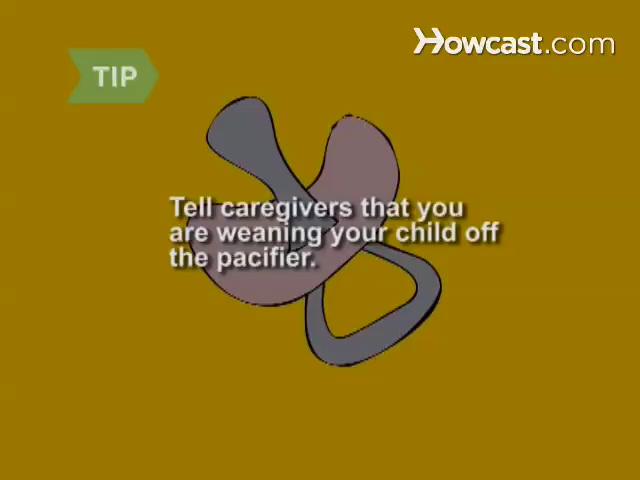 Howcast.com
TIP
Tell caregivers that you
are weaning your child off
the pacifier.